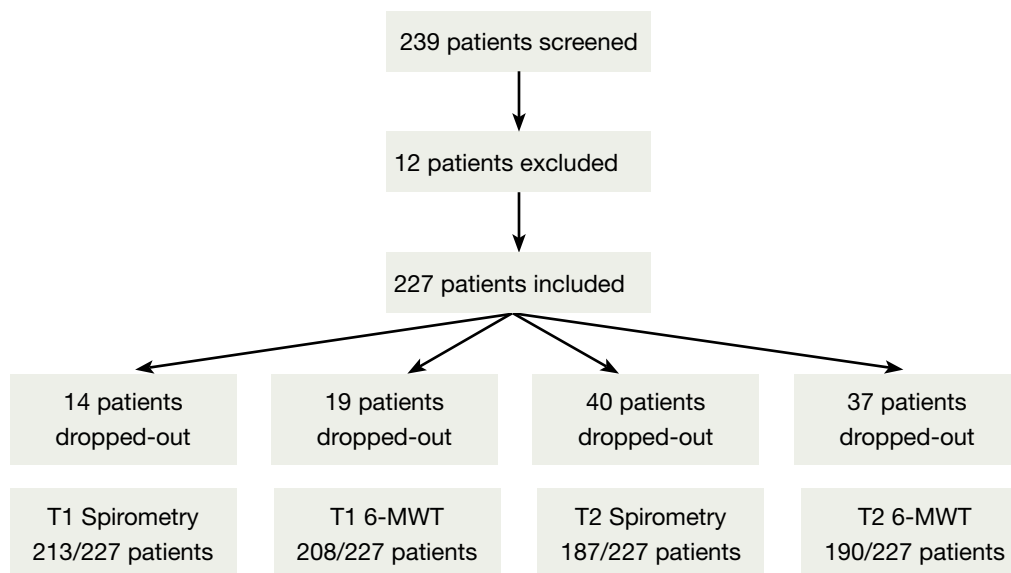 239 patients screened
12 patients excluded
227 patients included
14 patients
dropped-out
19 patients
dropped-out
40 patients
dropped-out
37 patients
dropped-out
T1 Spirometry
213/227 patients
T1 6-MWT
208/227 patients
T2 Spirometry
187/227 patients
T2 6-MWT
190/227 patients